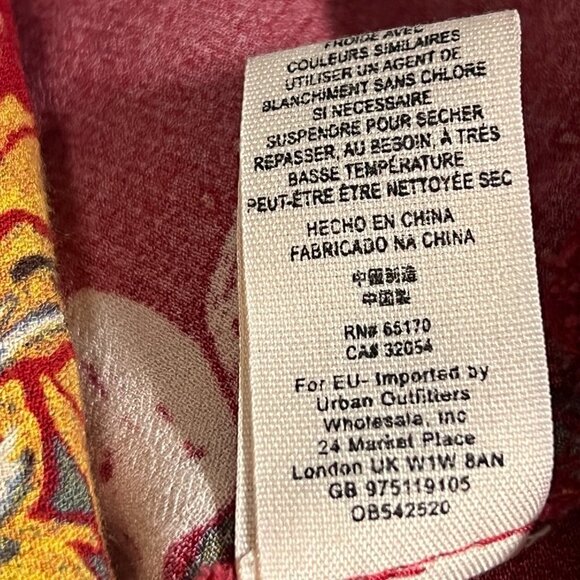 FROIDE AVEC
COULEURS SIMILAIRES
UTILISER UN AGENT DE
BLANCHIMENT SANS CHLORE
SI NECESSAIRE
SUSPENDRE POUR SECHER
REPASSER, AU BESOIN, À TRÈS
BASSE TEMPÉRATURE
PEUT-ÊTRE ÊTRE NETTOYÉE SEC
HECHO EN CHINA
FABRICADO NA CHINA
中國制造
中国製
RN# 66170
CA# 32054
For EU- Imported by
Urban Outfitters
Wholesale, Inc
24 Market Place
London UK W1W 8AN
GB 975119105
OB542520